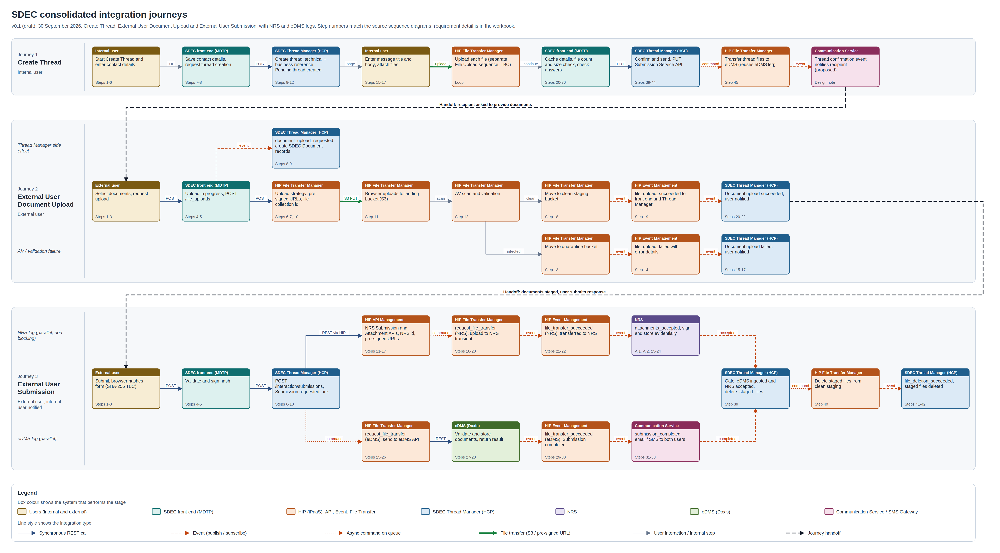 SDEC consolidated integration journeys
v0.1 (draft), 30 September 2026. Create Thread, External User Document Upload and External User Submission, with NRS and eDMS legs. Step numbers match the source sequence diagrams; requirement detail is in the workbook.
Journey 1
Create Thread
Internal user
Internal user
Start Create Thread and
enter contact details
Steps 1-6
UI
SDEC front end (MDTP)
Save contact details,
request thread creation
Steps 7-8
POST
SDEC Thread Manager (HCP)
Create thread, technical +
business reference,
Pending thread created
Steps 9-12
page
Internal user
Enter message title and
body, attach files
Steps 15-17
upload
HIP File Transfer Manager
Upload each file (separate
File Upload sequence, TBC)
Loop
continue
SDEC front end (MDTP)
Cache details, file count
and size check, check
answers
Steps 20-36
PUT
SDEC Thread Manager (HCP)
Confirm and send, PUT
Submission Service API
Steps 39-44
command
HIP File Transfer Manager
Transfer thread files to
eDMS (reuses eDMS leg)
Step 45
event
Communication Service
Thread confirmation event
notifies recipient
(proposed)
Design note
Handoff: recipient asked to provide documents
Thread Manager side
effect
event
SDEC Thread Manager (HCP)
document_upload_requested:
create SDEC Document
records
Steps 8-9
Journey 2
External User
Document Upload
External user
External user
Select documents, request
upload
Steps 1-3
POST
SDEC front end (MDTP)
Upload in progress, POST
/file_uploads
Steps 4-5
POST
HIP File Transfer Manager
Upload strategy, pre-
signed URLs, file
collection id
Steps 6-7, 10
S3 PUT
HIP File Transfer Manager
Browser uploads to landing
bucket (S3)
Step 11
scan
HIP File Transfer Manager
AV scan and validation
Step 12
clean
HIP File Transfer Manager
Move to clean staging
bucket
Step 18
event
HIP Event Management
file_upload_succeeded to
front end and Thread
Manager
Step 19
event
SDEC Thread Manager (HCP)
Document upload succeeded,
user notified
Steps 20-22
AV / validation failure
infected
HIP File Transfer Manager
Move to quarantine bucket
Step 13
event
HIP Event Management
file_upload_failed with
error details
Step 14
event
SDEC Thread Manager (HCP)
Document upload failed,
user notified
Steps 15-17
Handoff: documents staged, user submits response
NRS leg (parallel, non-
blocking)
REST via HIP
HIP API Management
NRS Submission and
Attachment APIs, NRS id,
pre-signed URLs
Steps 11-17
command
HIP File Transfer Manager
request_file_transfer
(NRS), upload to NRS
transient
Steps 18-20
event
HIP Event Management
file_transfer_succeeded
(NRS), transferred to NRS
Steps 21-22
event
NRS
attachments_accepted, sign
and store evidentially
A.1, A.2, 23-24
accepted
Journey 3
External User
Submission
External user; internal
user notified
External user
Submit, browser hashes
form (SHA-256 TBC)
Steps 1-3
POST
SDEC front end (MDTP)
Validate and sign hash
Steps 4-5
POST
SDEC Thread Manager (HCP)
POST
/interaction/submissions,
Submission requested, ack
Steps 6-10
SDEC Thread Manager (HCP)
Gate: eDMS ingested and
NRS accepted,
delete_staged_files
Step 39
command
HIP File Transfer Manager
Delete staged files from
clean staging
Step 40
event
SDEC Thread Manager (HCP)
file_deletion_succeeded,
staged files deleted
Steps 41-42
eDMS leg (parallel)
command
HIP File Transfer Manager
request_file_transfer
(eDMS), send to eDMS API
Steps 25-26
REST
eDMS (Doxis)
Validate and store
documents, return result
Steps 27-28
event
HIP Event Management
file_transfer_succeeded
(eDMS), Submission
completed
Steps 29-30
event
Communication Service
submission_completed,
email / SMS to both users
Steps 31-38
completed
Legend
Box colour shows the system that performs the stage
Users (internal and external)
SDEC front end (MDTP)
HIP (iPaaS): API, Event, File Transfer
SDEC Thread Manager (HCP)
NRS
eDMS (Doxis)
Communication Service / SMS Gateway
Line style shows the integration type
Synchronous REST call
Event (publish / subscribe)
Async command on queue
File transfer (S3 / pre-signed URL)
User interaction / internal step
Journey handoff